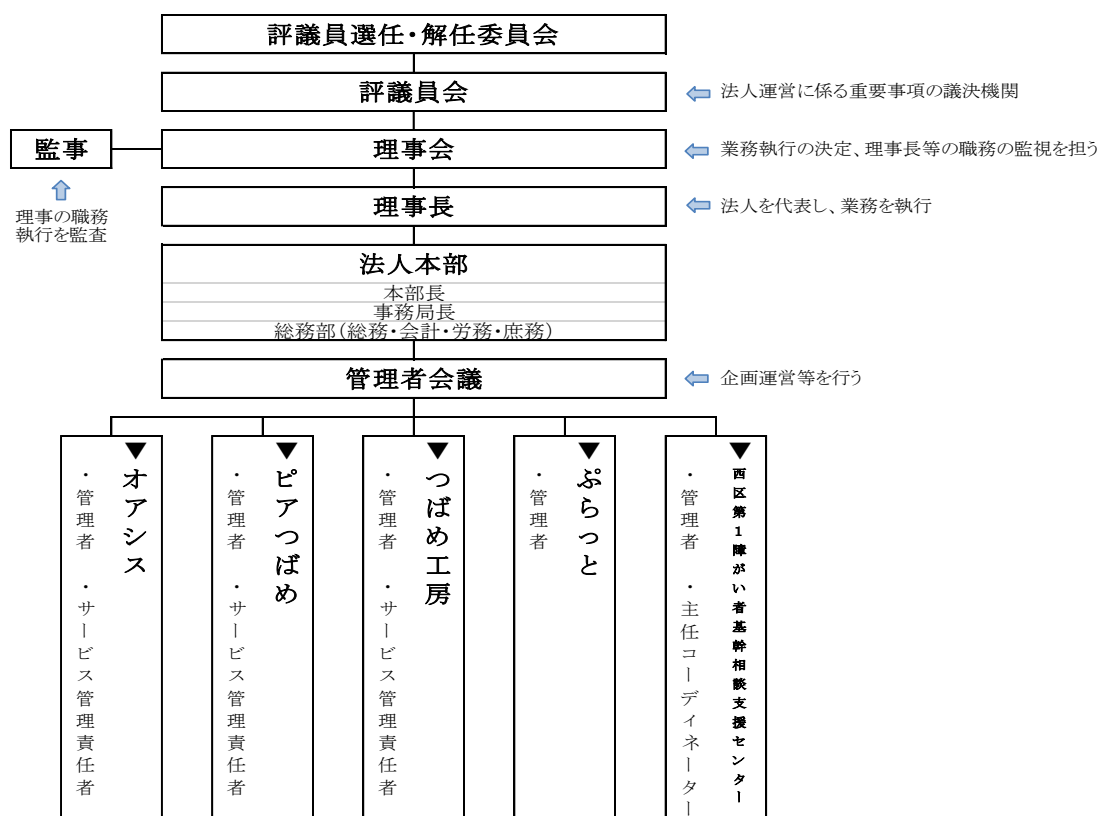 評議員選任・解任委員会
評議員会
⇦ 法人運営に係る重要事項の議決機関
監事
理事会
⇦ 業務執行の決定、理事長等の職務の監視を担う
⇧
理事の職務
執行を監査
理事長
⇦ 法人を代表し、業務を執行
法人本部
本部長
事務局長
総務部(総務・会計・労務・庶務)
管理者会議
⇦ 企画運営等を行う
▼オアシス
・管理者 ・サービス管理責任者
▼ピアつばめ
・管理者 ・サービス管理責任者
▼つばめ工房
・管理者 ・サービス管理責任者
▼ぷらっと
・管理者
▼西区第1障がい者基幹相談支援センター
・管理者 ・主任コーディネーター